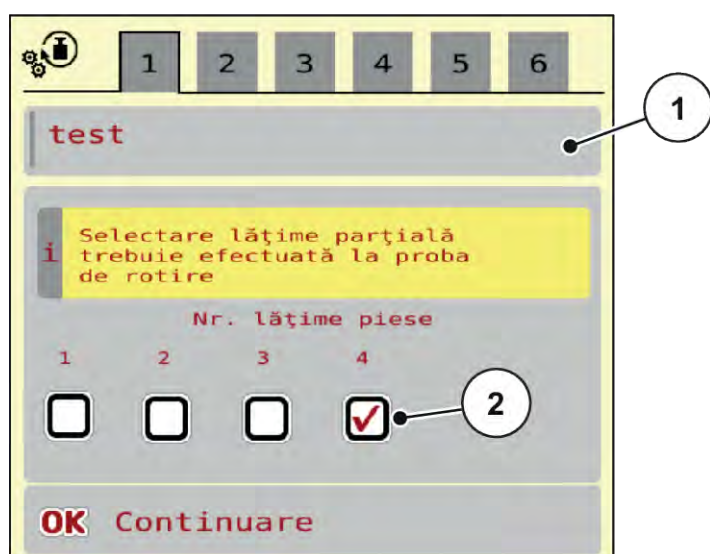 1 2 3 4 5 6
1
test
i
Selectare lăţime parţială
trebuie efectuată la proba
de rotire
Nr. lăţime piese
1 2 3 4
2
OK Continuare